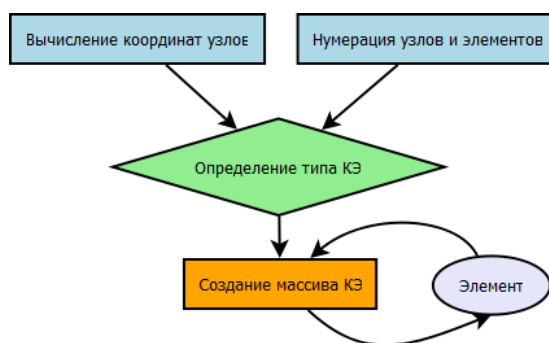 Вычисление координат узлов
Нумерация узлов и элементов
Определение типа КЭ
Создание массива КЭ
Элемент